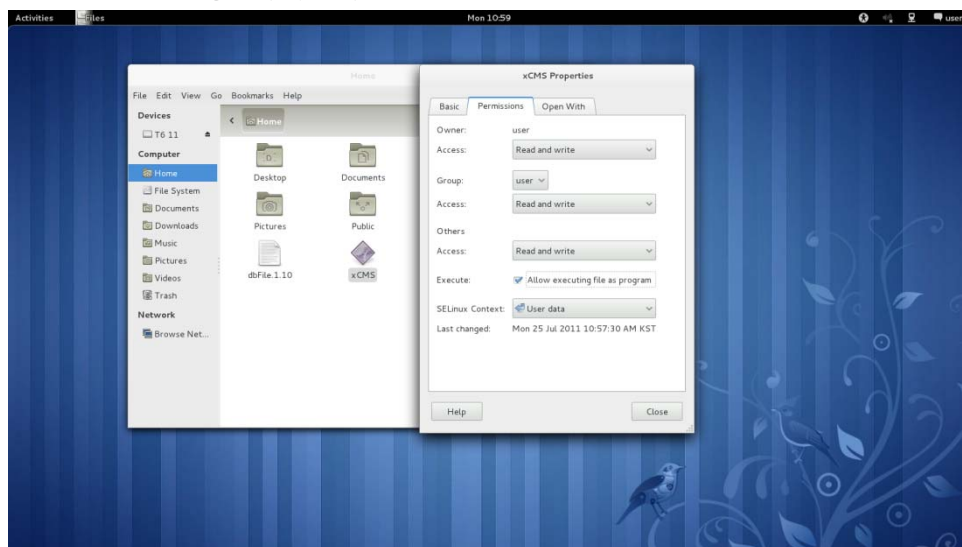 Activities Files Mon 10:59 user
Home
File Edit View Go Bookmarks Help
Devices
T6 11
Computer
Home
File System
Documents
Downloads
Music
Pictures
Videos
Trash
Network
Browse Net...
Home
Desktop Documents
Pictures Public
dbFile.1.10 xCMS
xCMS Properties
Basic Permissions Open With
Owner: user
Access: Read and write
Group: user
Access: Read and write
Others
Access: Read and write
Execute: Allow executing file as program
SELinux Context: User data
Last changed: Mon 25 Jul 2011 10:57:30 AM KST
Help Close